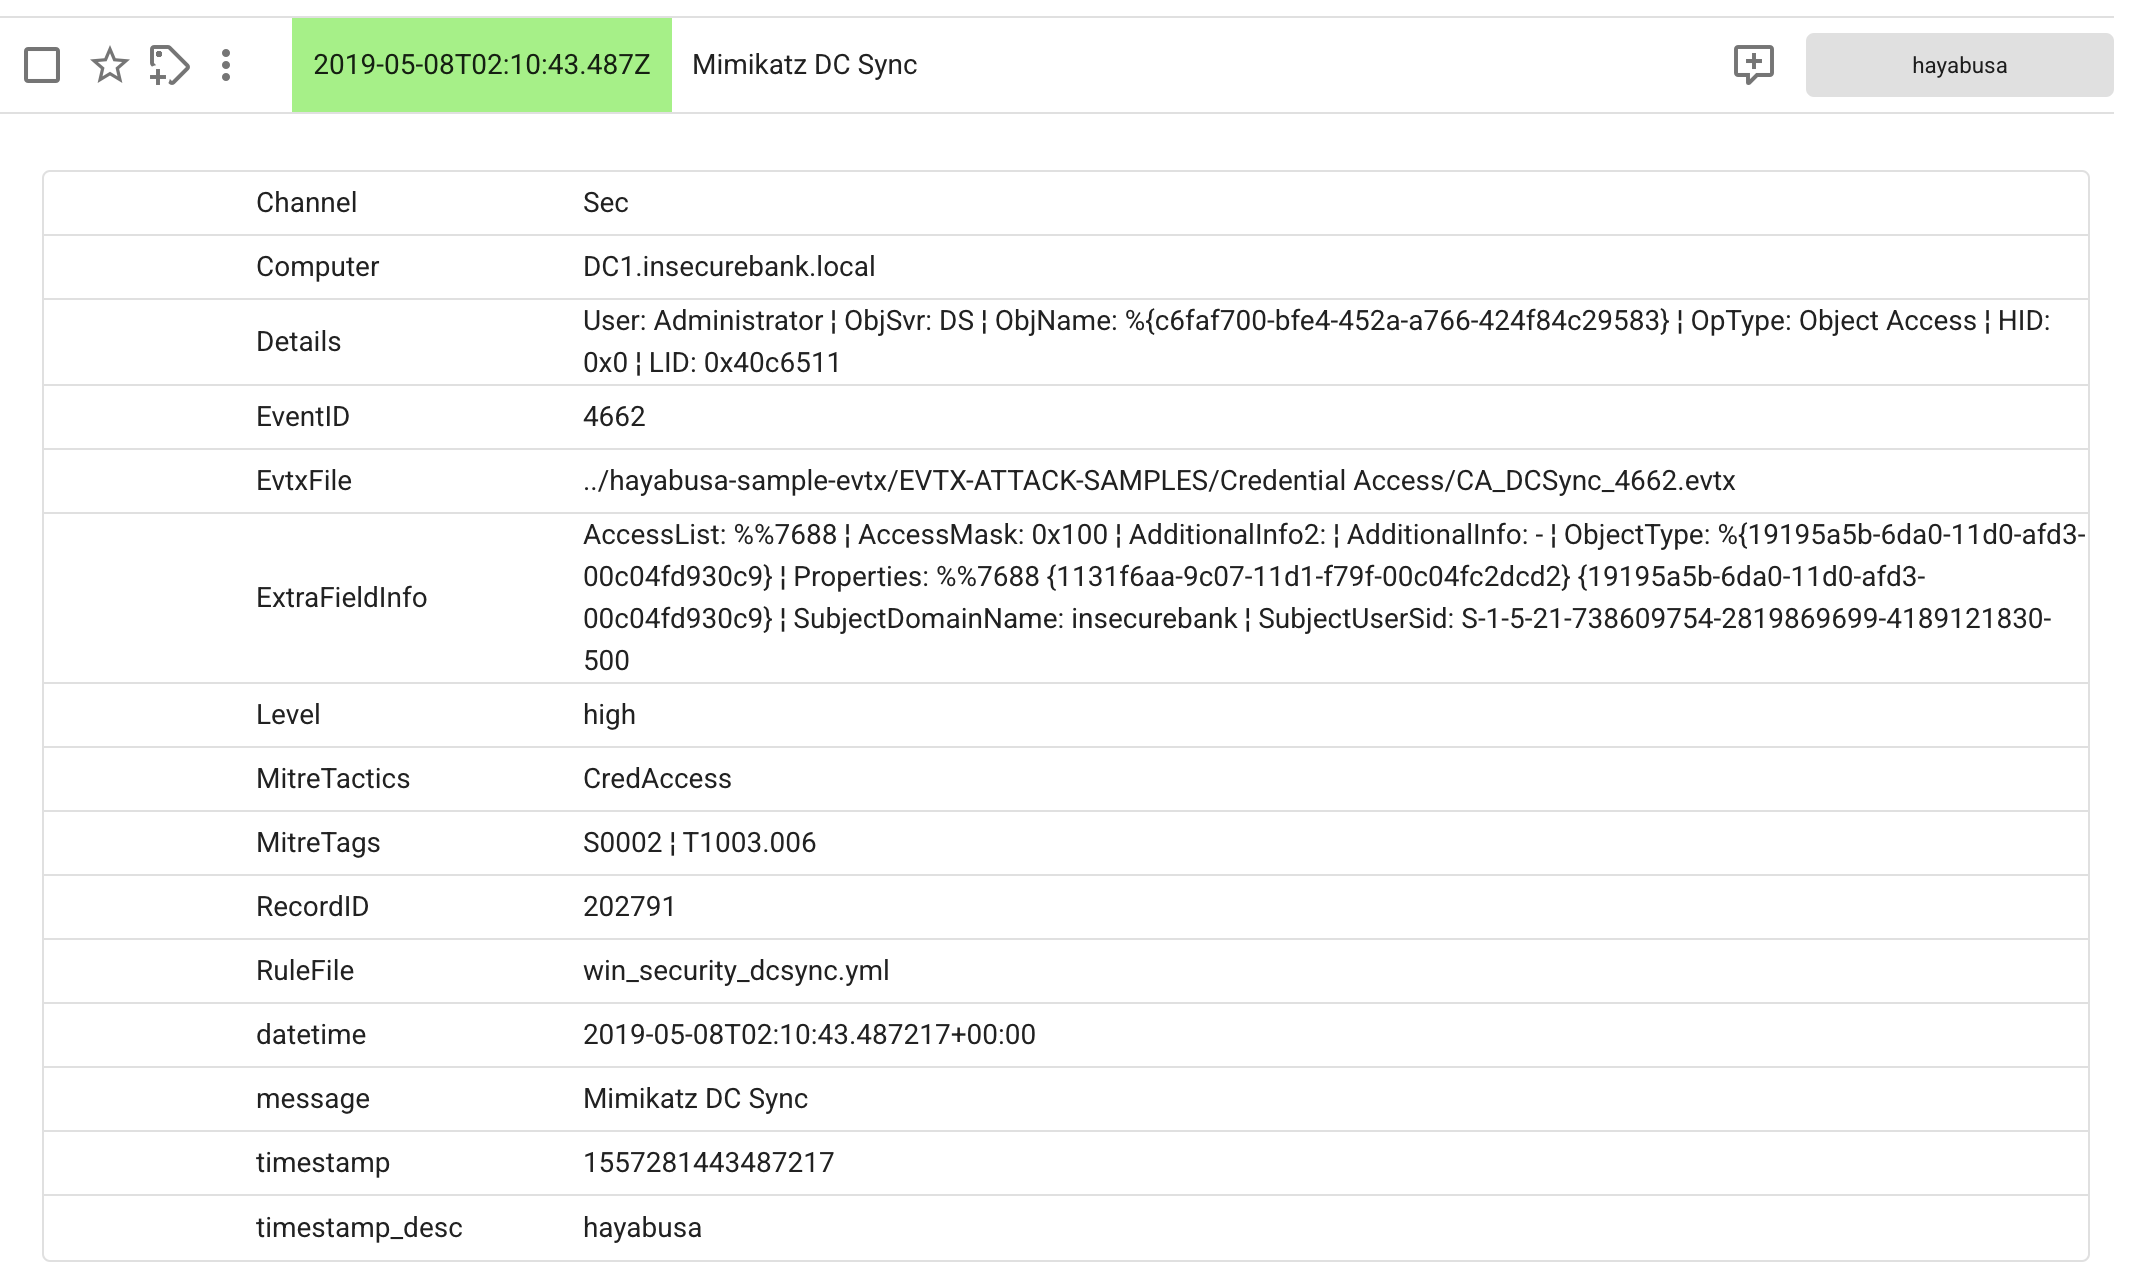 2019-05-08T02:10:43.487Z Mimikatz DC Sync hayabusa
Channel Sec
Computer DC1.insecurebank.local
Details User: Administrator ¦ ObjSvr: DS ¦ ObjName: %{c6faf700-bfe4-452a-a766-424f84c29583} ¦ OpType: Object Access ¦ HID:
0x0 ¦ LID: 0x40c6511
EventID 4662
EvtxFile ../hayabusa-sample-evtx/EVTX-ATTACK-SAMPLES/Credential Access/CA_DCSync_4662.evtx
ExtraFieldInfo AccessList: %%7688 ¦ AccessMask: 0x100 ¦ AdditionalInfo2: ¦ AdditionalInfo: - ¦ ObjectType: %{19195a5b-6da0-11d0-afd3-
00c04fd930c9} ¦ Properties: %%7688 {1131f6aa-9c07-11d1-f79f-00c04fc2dcd2} {19195a5b-6da0-11d0-afd3-
00c04fd930c9} ¦ SubjectDomainName: insecurebank ¦ SubjectUserSid: S-1-5-21-738609754-2819869699-4189121830-
500
Level high
MitreTactics CredAccess
MitreTags S0002 ¦ T1003.006
RecordID 202791
RuleFile win_security_dcsync.yml
datetime 2019-05-08T02:10:43.487217+00:00
message Mimikatz DC Sync
timestamp 1557281443487217
timestamp_desc hayabusa